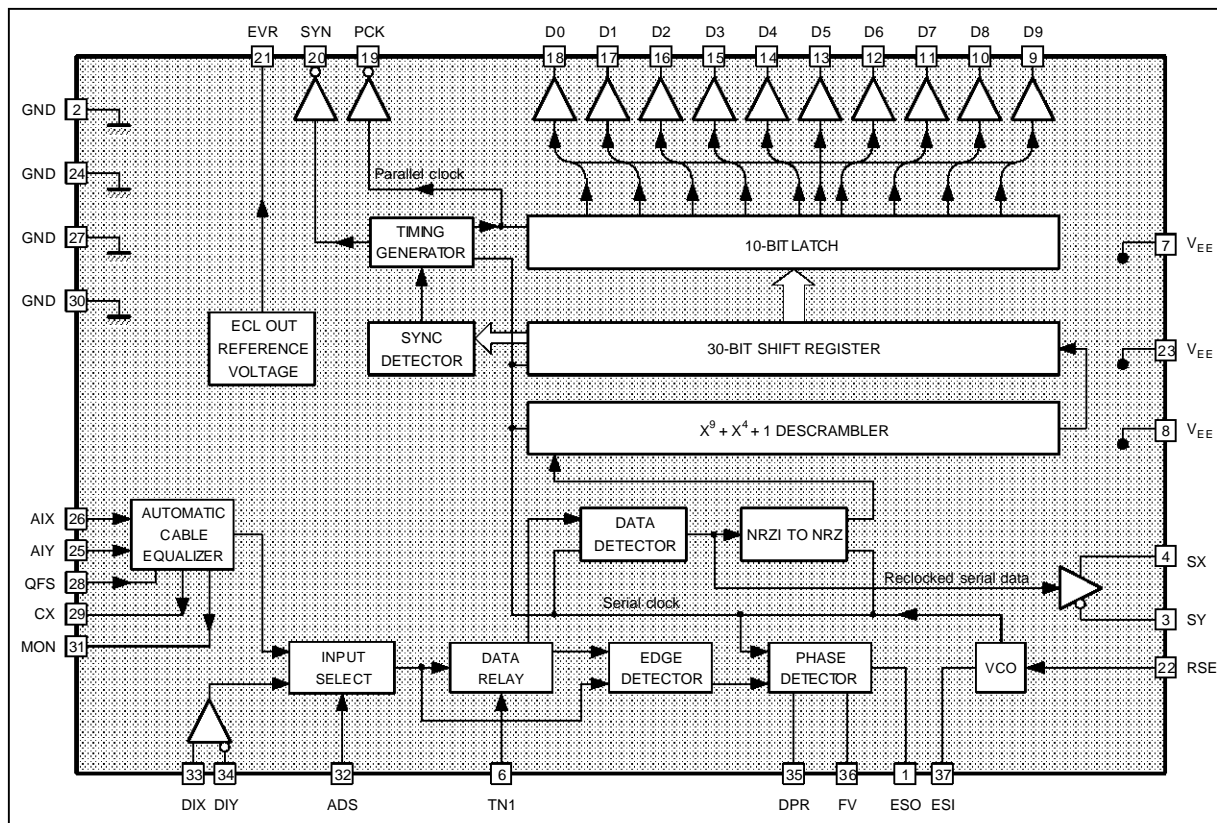 EVR SYN PCK D0 D1 D2 D3 D4 D5 D6 D7 D8 D9
21 20 19 18 17 16 15 14 13 12 11 10 9
GND 2
GND 24
Parallel clock
GND 27
TIMING
GENERATOR
10-BIT LATCH
7 VEE
GND 30
ECL OUT
REFERENCE
VOLTAGE
SYNC
DETECTOR
30-BIT SHIFT REGISTER
23 VEE
X⁹ + X⁴ + 1 DESCRAMBLER
8 VEE
AIX 26
AIY 25
QFS 28
CX 29
MON 31
AUTOMATIC
CABLE
EQUALIZER
DATA
DETECTOR
NRZI TO NRZ
Reclocked serial data
4 SX
3 SY
Serial clock
INPUT
SELECT
DATA
RELAY
EDGE
DETECTOR
PHASE
DETECTOR
VCO
22 RSE
33 34 32 6 35 36 1 37
DIX DIY ADS TN1 DPR FV ESO ESI